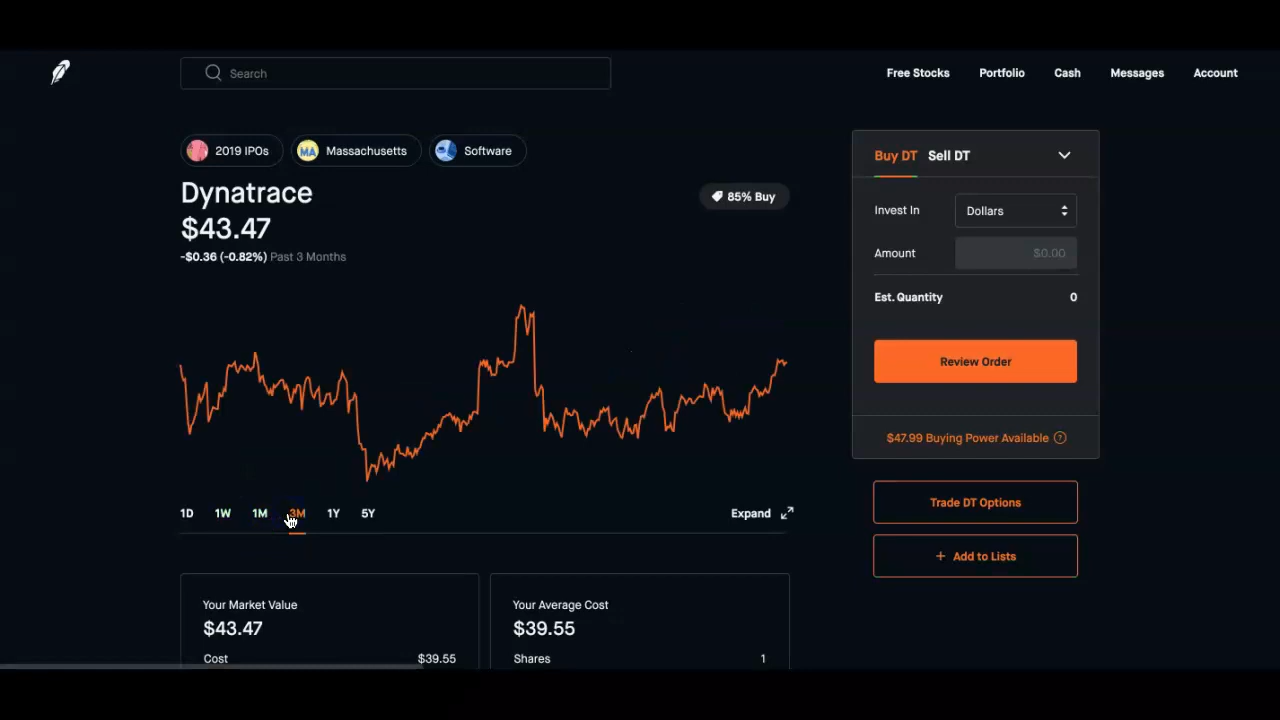 Search
Free Stocks Portfolio Cash Messages Account
2019 IPOs MA Massachusetts Software
Dynatrace
$43.47
-$0.36 (-0.82%) Past 3 Months
85% Buy
1D 1W 1M 3M 1Y 5Y
Expand
Your Market Value
$43.47
Cost $39.55
Your Average Cost
$39.55
Shares 1
Buy DT Sell DT
Invest In Dollars
Amount $0.00
Est. Quantity 0
Review Order
$47.99 Buying Power Available ?
Trade DT Options
+ Add to Lists